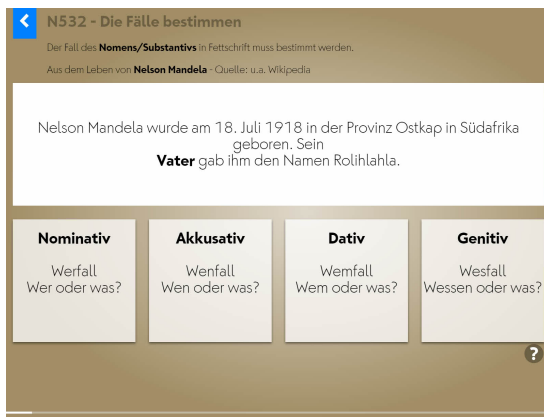 N532 - Die Fälle bestimmen
Der Fall des Nomens/Substantivs in Fettschrift muss bestimmt werden.
Aus dem Leben von Nelson Mandela - Quelle: u.a. Wikipedia
Nelson Mandela wurde am 18. Juli 1918 in der Provinz Ostkap in Südafrika
geboren. Sein
Vater gab ihm den Namen Rolihlahla.
Nominativ
Werfall
Wer oder was?
Akkusativ
Wenfall
Wen oder was?
Dativ
Wemfall
Wem oder was?
Genitiv
Wesfall
Wessen oder was?
?